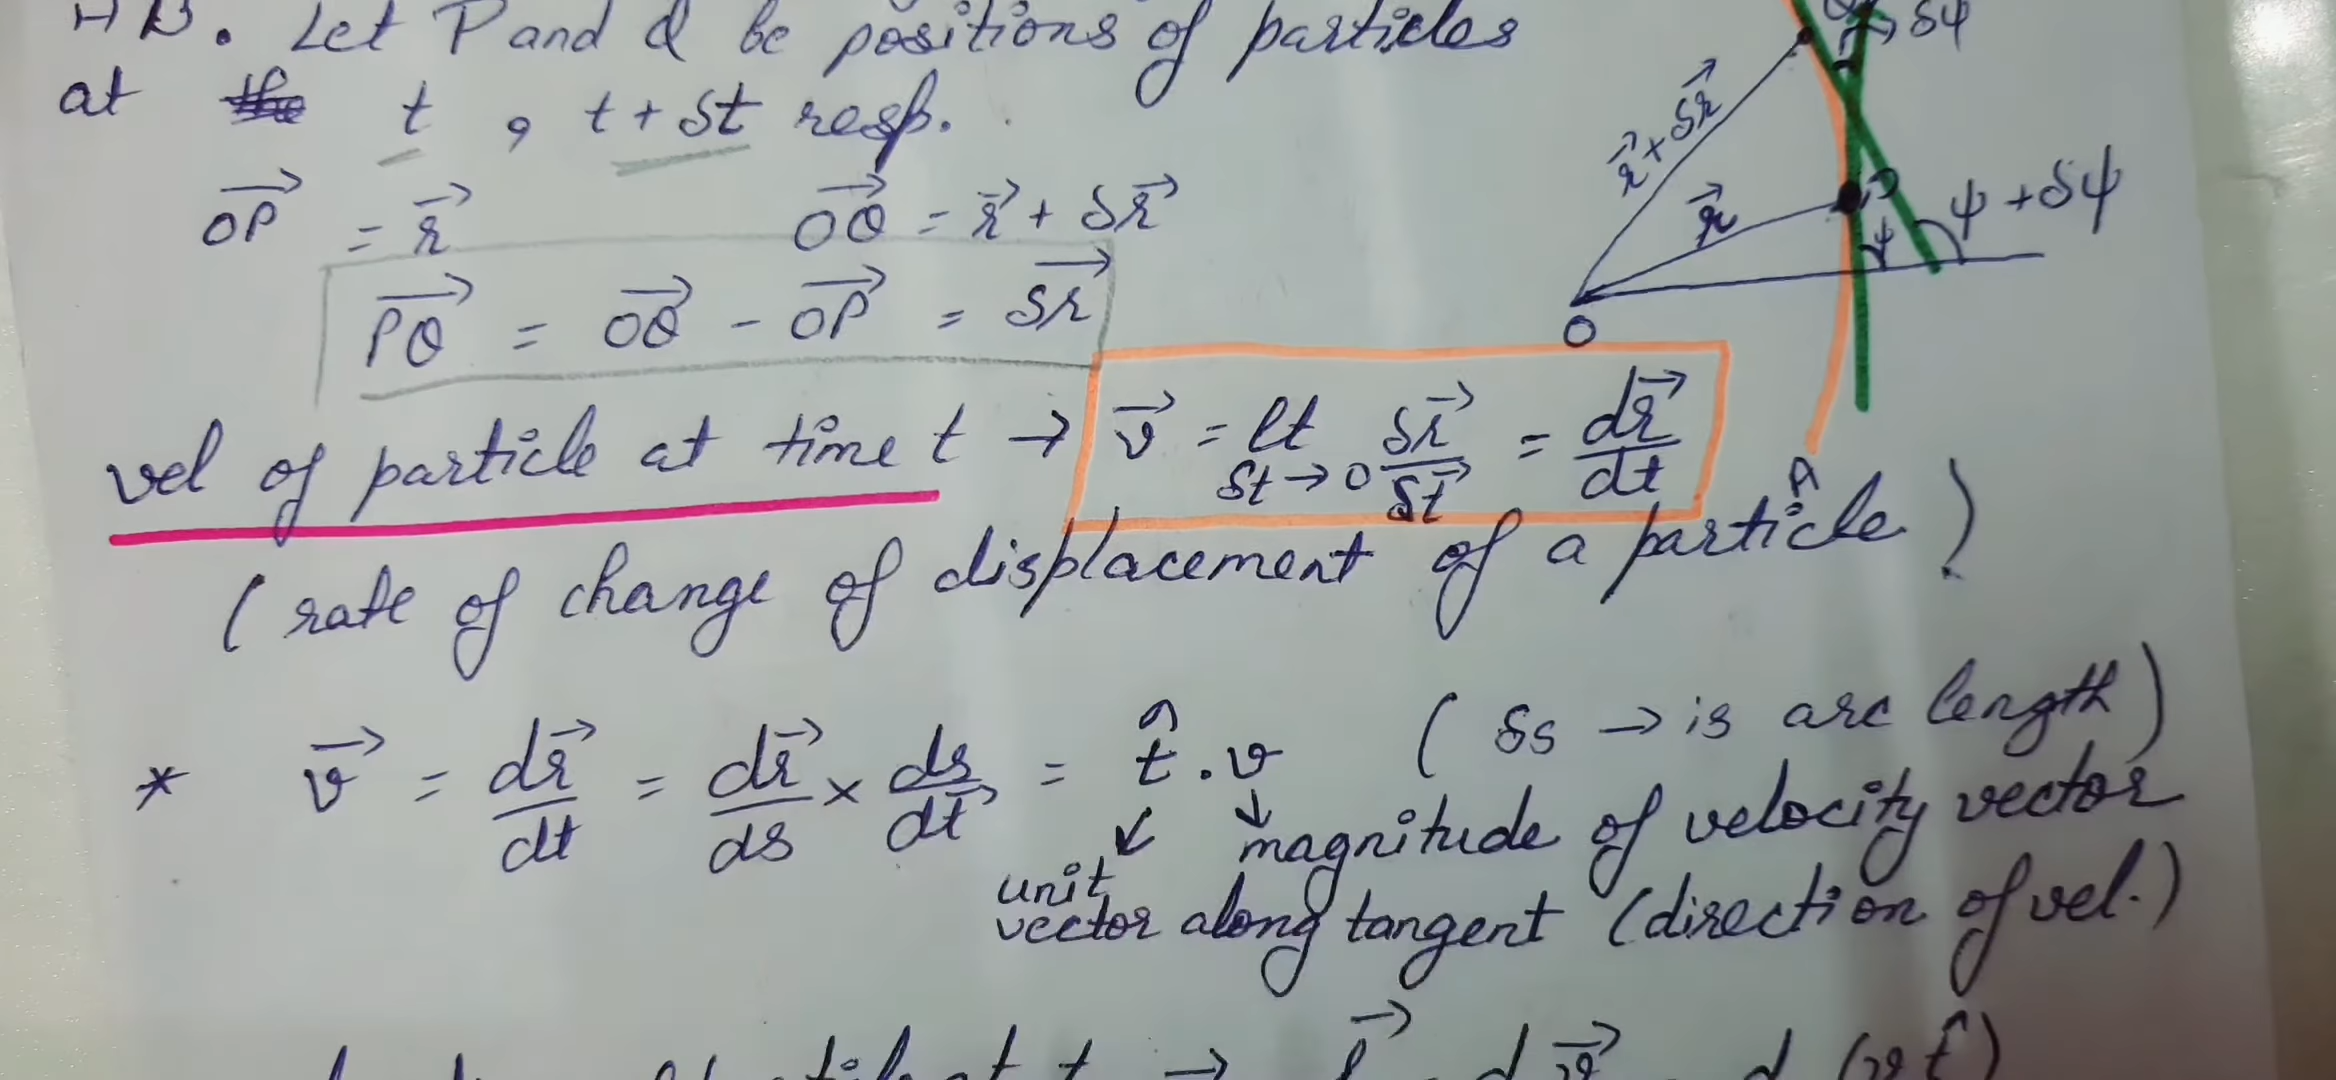 AB. Let P and Q be positions of particles
at t , t + δt resp.
OP⃗ = r⃗ OQ⃗ = r⃗ + δr⃗
PQ⃗ = OQ⃗ - OP⃗ = δr⃗
vel of particle at time t → v⃗ = lt δt→0 δr⃗/δt⃗ = dr⃗/dt
(rate of change of displacement of a particle)
* v⃗ = dr⃗/dt = dr⃗/ds × ds/dt⃗ = t̂ . v (δs → is arc length)
↙ ↓ magnitude of velocity vector
unit
vector along tangent (direction of vel.)
Q δψ
r⃗ + δr⃗
r⃗ P ψ ψ + δψ
O
A